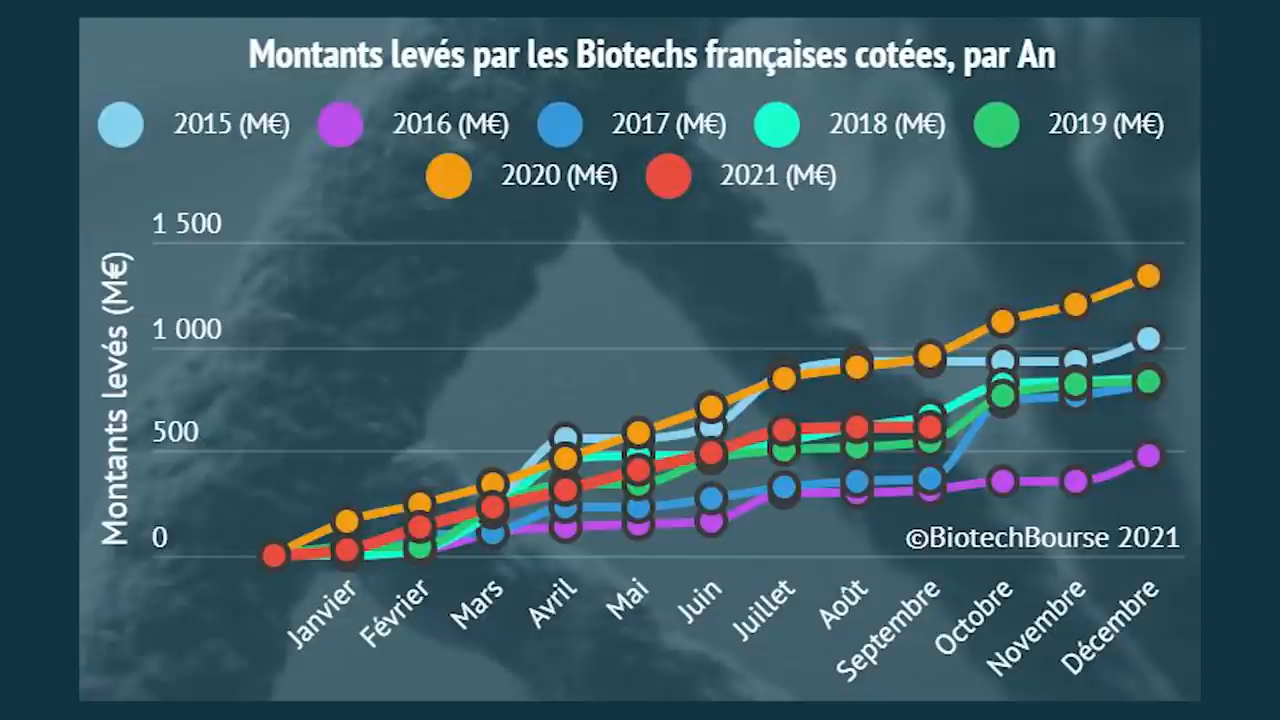 Montants levés par les Biotechs françaises cotées, par An
2015 (M€) 2016 (M€) 2017 (M€) 2018 (M€) 2019 (M€)
2020 (M€) 2021 (M€)
Montants levés (M€)
1 500
1 000
500
0
©BiotechBourse 2021
Janvier Février Mars Avril Mai Juin Juillet Août Septembre Octobre Novembre Décembre